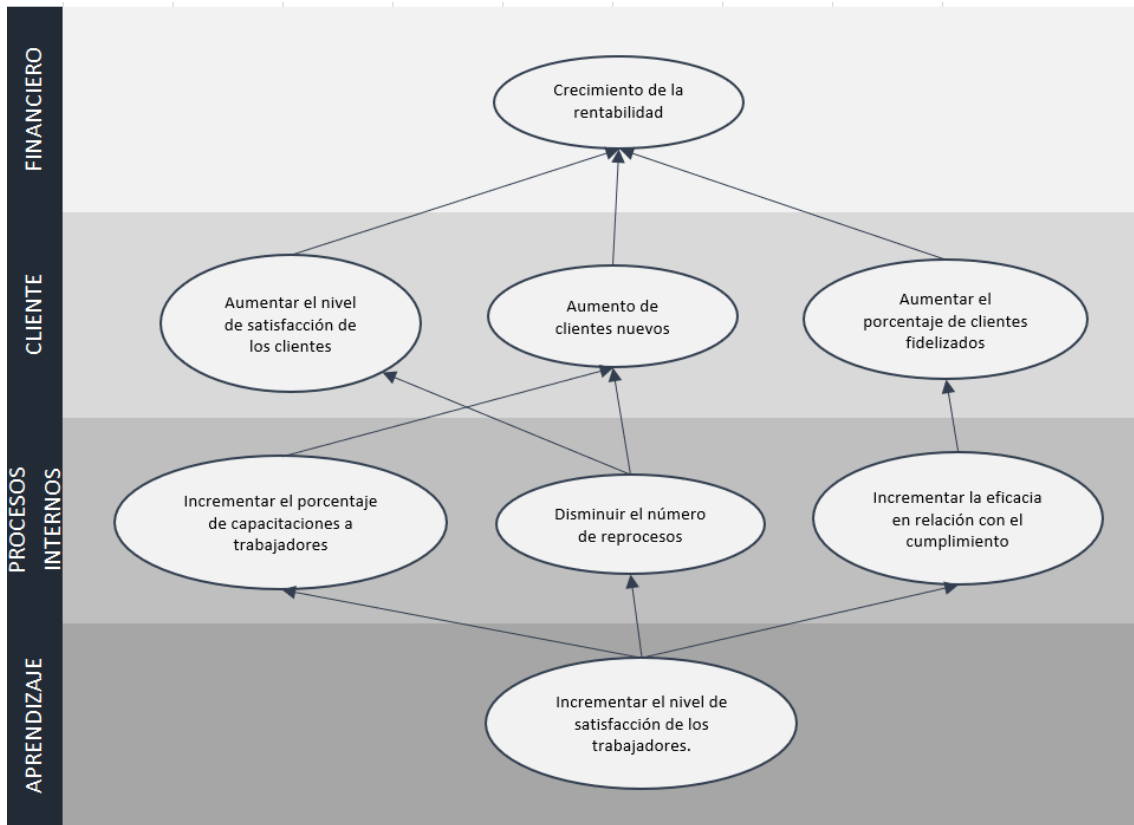 FINANCIERO
Crecimiento de la
rentabilidad
CLIENTE
Aumentar el nivel
de satisfacción de
los clientes
Aumento de
clientes nuevos
Aumentar el
porcentaje de clientes
fidelizados
PROCESOS
INTERNOS
Incrementar el porcentaje
de capacitaciones a
trabajadores
Disminuir el número
de reprocesos
Incrementar la eficacia
en relación con el
cumplimiento
APRENDIZAJE
Incrementar el nivel de
satisfacción de los
trabajadores.